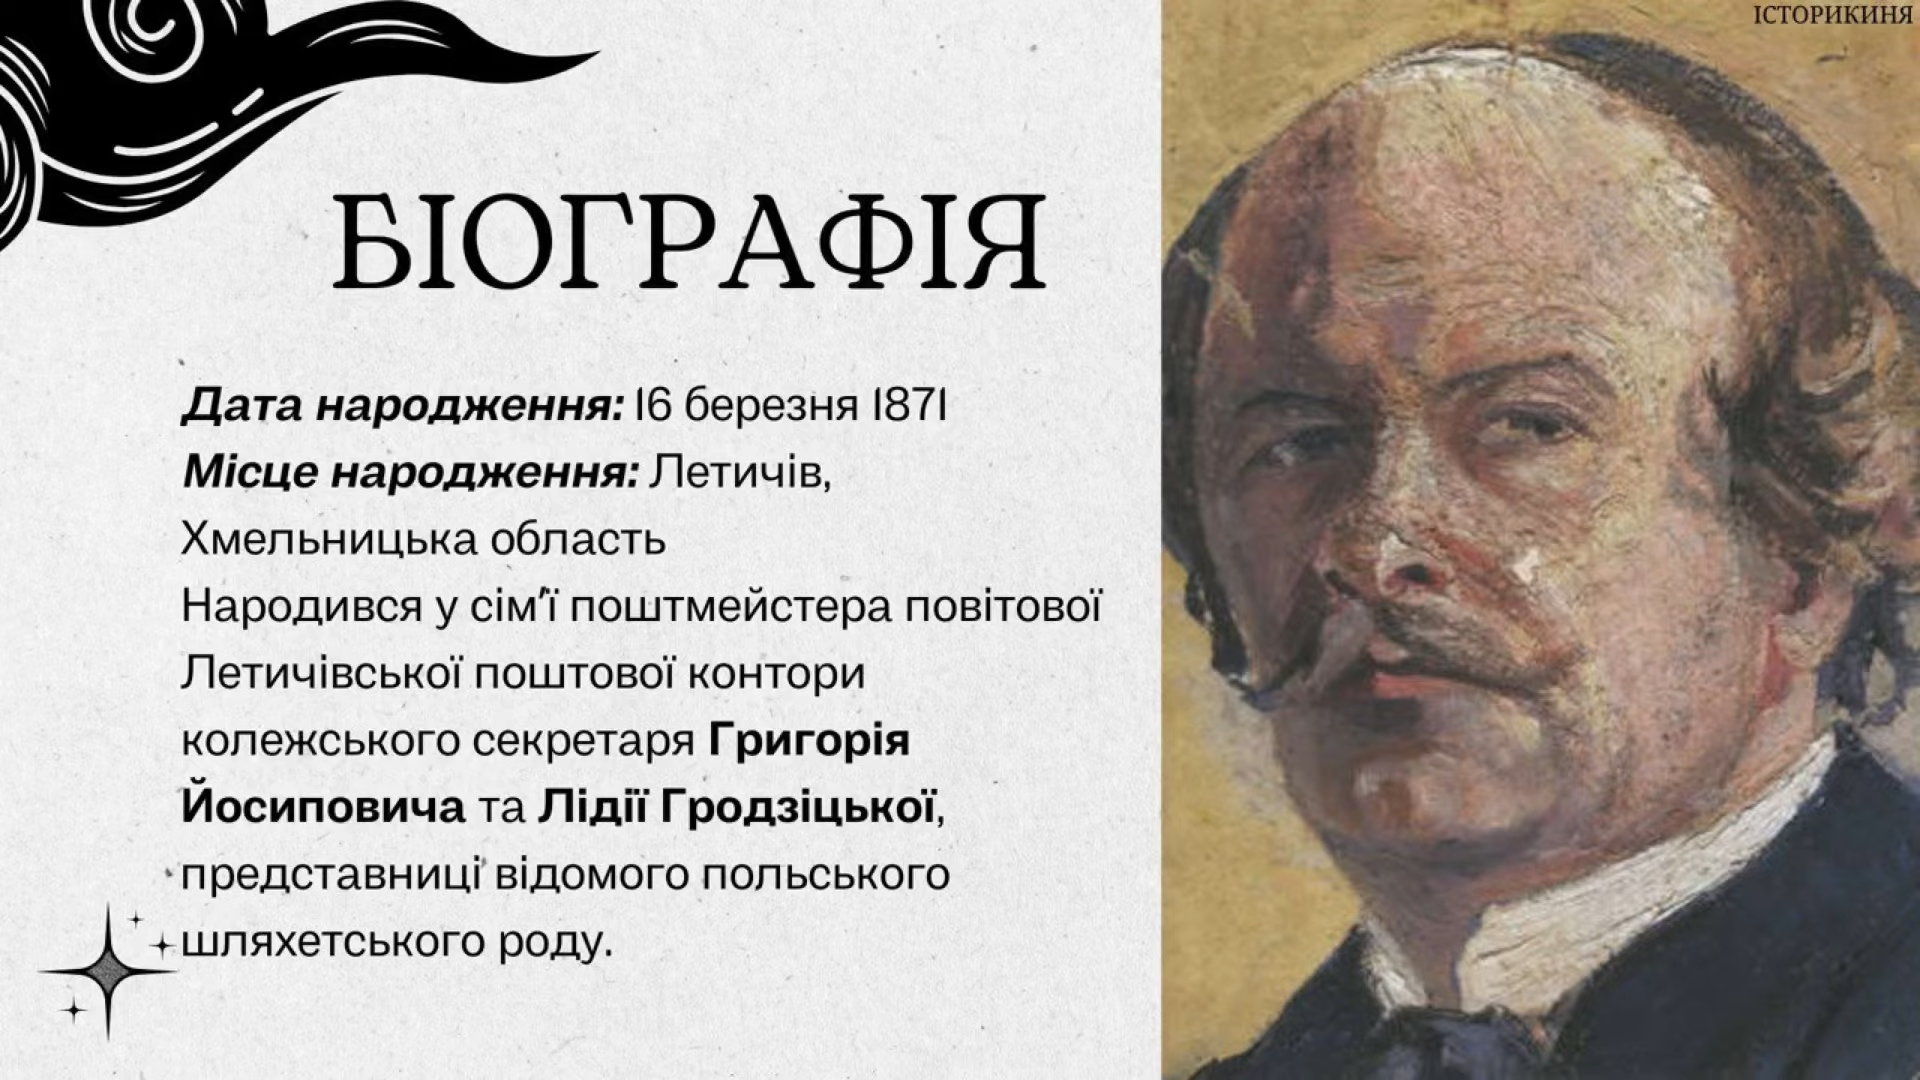 ІСТОРИКИНЯ
БІОГРАФІЯ
Дата народження: 16 березня 1871
Місце народження: Летичів,
Хмельницька область
Народився у сім'ї поштмейстера повітової
Летичівської поштової контори
колежського секретаря Григорія
Йосиповича та Лідії Гродзіцької,
представниці відомого польського
шляхетського роду.